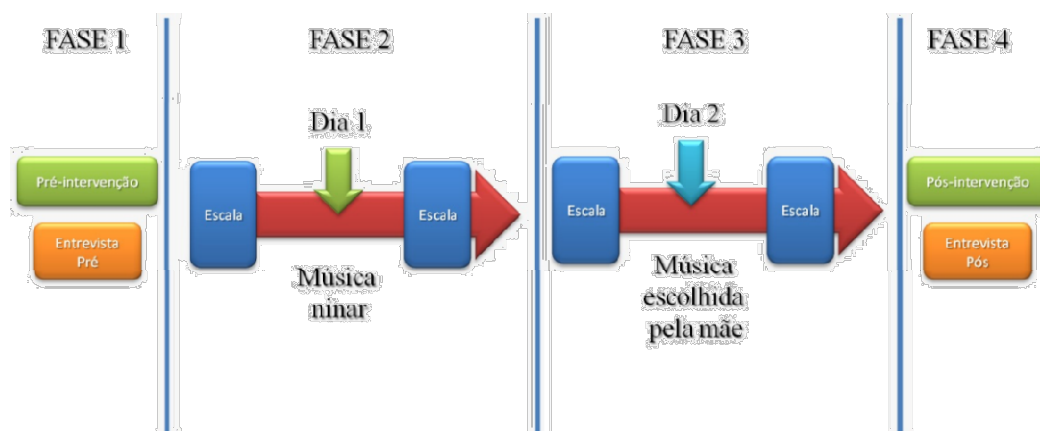 FASE 1
Pré-intervenção
Entrevista
Pré
FASE 2
Dia 1
Escala
Escala
Música
ninar
FASE 3
Dia 2
Escala
Escala
Música
escolhida
pela mãe
FASE 4
Pós-intervenção
Entrevista
Pós